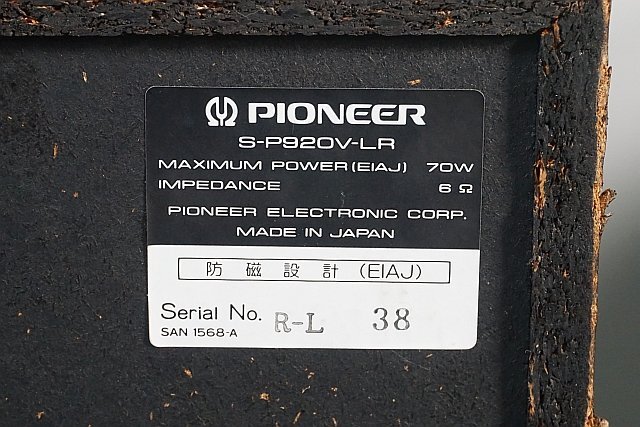 PIONEER
S-P920V-LR
MAXIMUM POWER(EIAJ) 70W
IMPEDANCE 6 Ω
PIONEER ELECTRONIC CORP.
MADE IN JAPAN
防磁設計 (EIAJ)
Serial No. R-L 38
SAN 1568-A